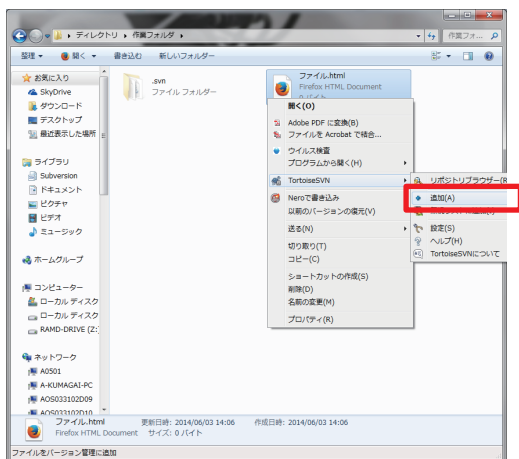 ディレクトリ
作業フォルダ
作業フォ...
整理
開く
書き込む
新しいフォルダー
お気に入り
SkyDrive
ダウンロード
デスクトップ
最近表示した場所
ライブラリ
Subversion
ドキュメント
ピクチャ
ビデオ
ミュージック
ホームグループ
コンピューター
ローカル ディスク
ローカル ディスク
RAMD-DRIVE (Z:)
ネットワーク
A0501
A-KUMAGAI-PC
AOS033102D09
AOS033102D10
.svn
ファイル フォルダー
ファイル.html
Firefox HTML Document
0 バイト
開く(O)
Adobe PDF に変換(B)
ファイルを Acrobat で結合...
ウイルス検査
プログラムから開く(H)
TortoiseSVN
Neroで書き込み
以前のバージョンの復元(V)
送る(N)
切り取り(T)
コピー(C)
ショートカットの作成(S)
削除(D)
名前の変更(M)
プロパティ(R)
リポジトリブラウザー(R
追加(A)
設定(S)
ヘルプ(H)
TortoiseSVNについて
ファイル.html 更新日時: 2014/06/03 14:06 作成日時: 2014/06/03 14:06
Firefox HTML Document サイズ: 0 バイト
ファイルをバージョン管理に追加